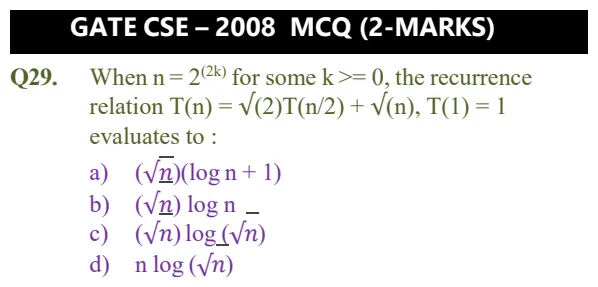 GATE CSE – 2008 MCQ (2-MARKS)
Q29. When n = 2^(2k) for some k >= 0, the recurrence
relation T(n) = √(2)T(n/2) + √(n), T(1) = 1
evaluates to :
a) (√n)(log n + 1)
b) (√n) log n
c) (√n) log (√n)
d) n log (√n)